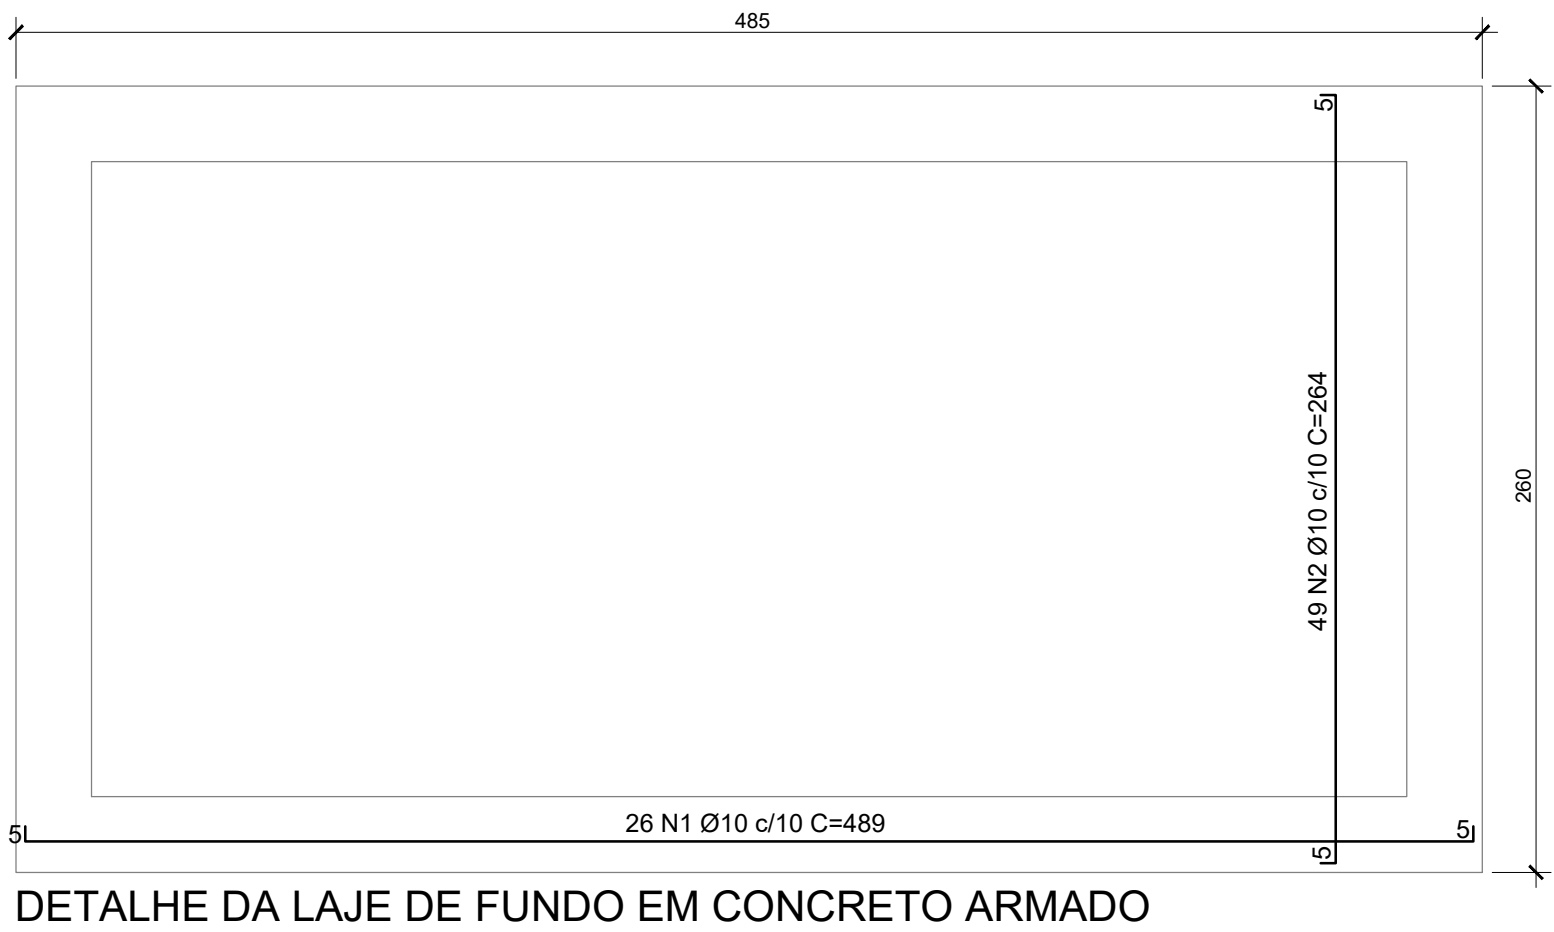 485
5
49 N2 Ø10 c/10 C=264
260
26 N1 Ø10 c/10 C=489
5
5
5
DETALHE DA LAJE DE FUNDO EM CONCRETO ARMADO